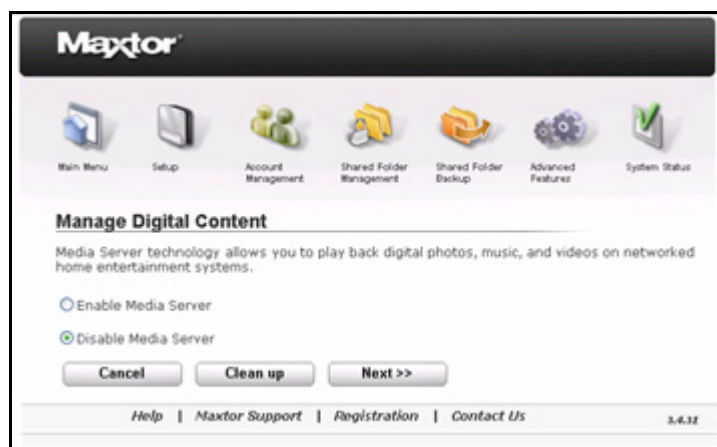 Maxtor
Main Menu
Setup
Account Management
Shared Folder Management
Shared Folder Backup
Advanced Features
System Status
Manage Digital Content
Media Server technology allows you to play back digital photos, music, and videos on networked
home entertainment systems.
Enable Media Server
Disable Media Server
Cancel
Clean up
Next >>
Help | Maxtor Support | Registration | Contact Us
3.4.31